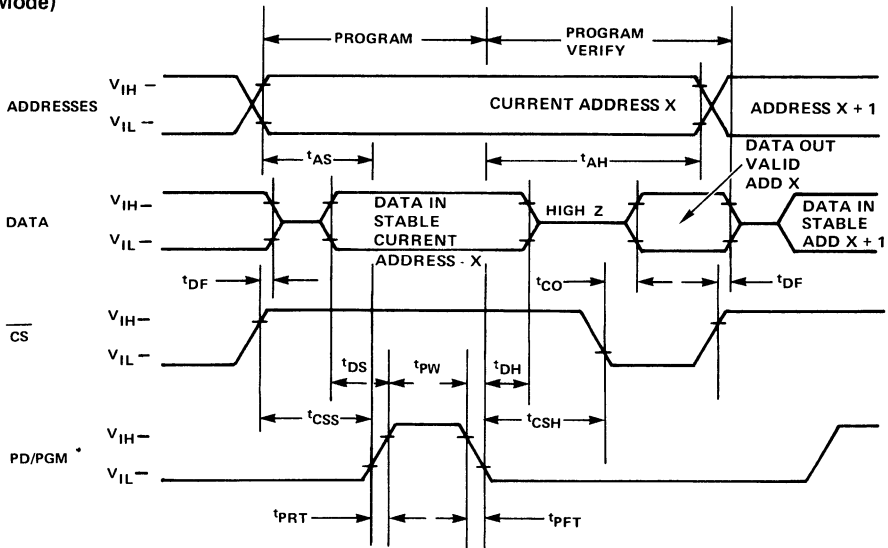 Mode)
PROGRAM
PROGRAM
VERIFY
ADDRESSES
VIH
VIL
CURRENT ADDRESS X
ADDRESS X + 1
tAS
tAH
DATA OUT
VALID
ADD X
DATA
VIH
VIL
DATA IN
STABLE
CURRENT
ADDRESS - X
HIGH Z
DATA IN
STABLE
ADD X + 1
tDF
tCO
tDF
CS
VIH
VIL
tDS
tPW
tDH
tCSS
tCSH
PD/PGM *
VIH
VIL
tPRT
tPFT